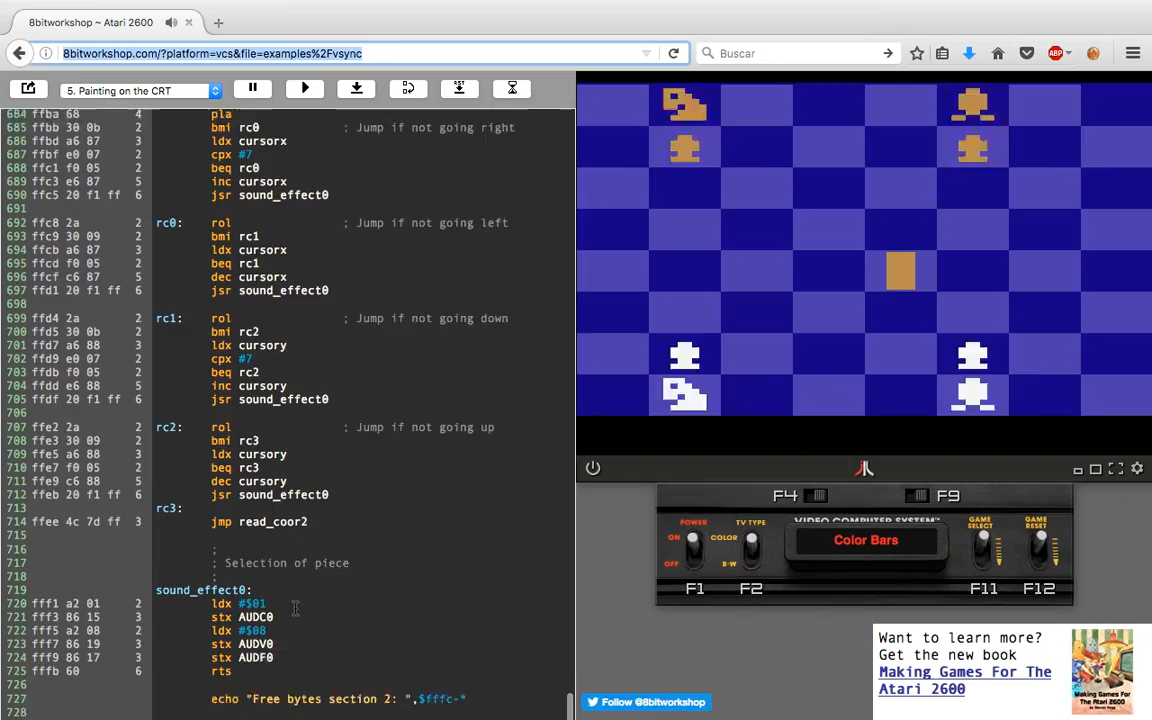 8bitworkshop ~ Atari 2600
8bitworkshop.com/?platform=vcs&file=examples%2Fvsync
Buscar
ABP
5. Painting on the CRT
684 ffba 68 4 pla
685 ffbb 30 0b 2 bmi rc0 ; Jump if not going right
686 ffbd a6 87 3 ldx cursorx
687 ffbf e0 07 2 cpx #7
688 ffc1 f0 05 2 beq rc0
689 ffc3 e6 87 5 inc cursorx
690 ffc5 20 f1 ff 6 jsr sound_effect0
691
692 ffc8 2a 2 rc0: rol ; Jump if not going left
693 ffc9 30 09 2 bmi rc1
694 ffcb a6 87 3 ldx cursorx
695 ffcd f0 05 2 beq rc1
696 ffcf c6 87 5 dec cursorx
697 ffd1 20 f1 ff 6 jsr sound_effect0
698
699 ffd4 2a 2 rc1: rol ; Jump if not going down
700 ffd5 30 0b 2 bmi rc2
701 ffd7 a6 88 3 ldx cursory
702 ffd9 e0 07 2 cpx #7
703 ffdb f0 05 2 beq rc2
704 ffdd e6 88 5 inc cursory
705 ffdf 20 f1 ff 6 jsr sound_effect0
706
707 ffe2 2a 2 rc2: rol ; Jump if not going up
708 ffe3 30 09 2 bmi rc3
709 ffe5 a6 88 3 ldx cursory
710 ffe7 f0 05 2 beq rc3
711 ffe9 c6 88 5 dec cursory
712 ffeb 20 f1 ff 6 jsr sound_effect0
713 rc3:
714 ffee 4c 7d ff 3 jmp read_coor2
715
716 ;
717 ; Selection of piece
718 ;
719 sound_effect0:
720 fff1 a2 01 2 ldx #$01
721 fff3 86 15 3 stx AUDC0
722 fff5 a2 08 2 ldx #$08
723 fff7 86 19 3 stx AUDV0
724 fff9 86 17 3 stx AUDF0
725 fffb 60 6 rts
726
727 echo "Free bytes section 2: ",$fffc-*
728
F4 F9
POWER TV TYPE VIDEO COMPUTER SYSTEM™ GAME SELECT GAME RESET
ON COLOR Color Bars
OFF B-W
F1 F2 F11 F12
Want to learn more?
Get the new book
Making Games For The
Atari 2600
Follow @8bitworkshop